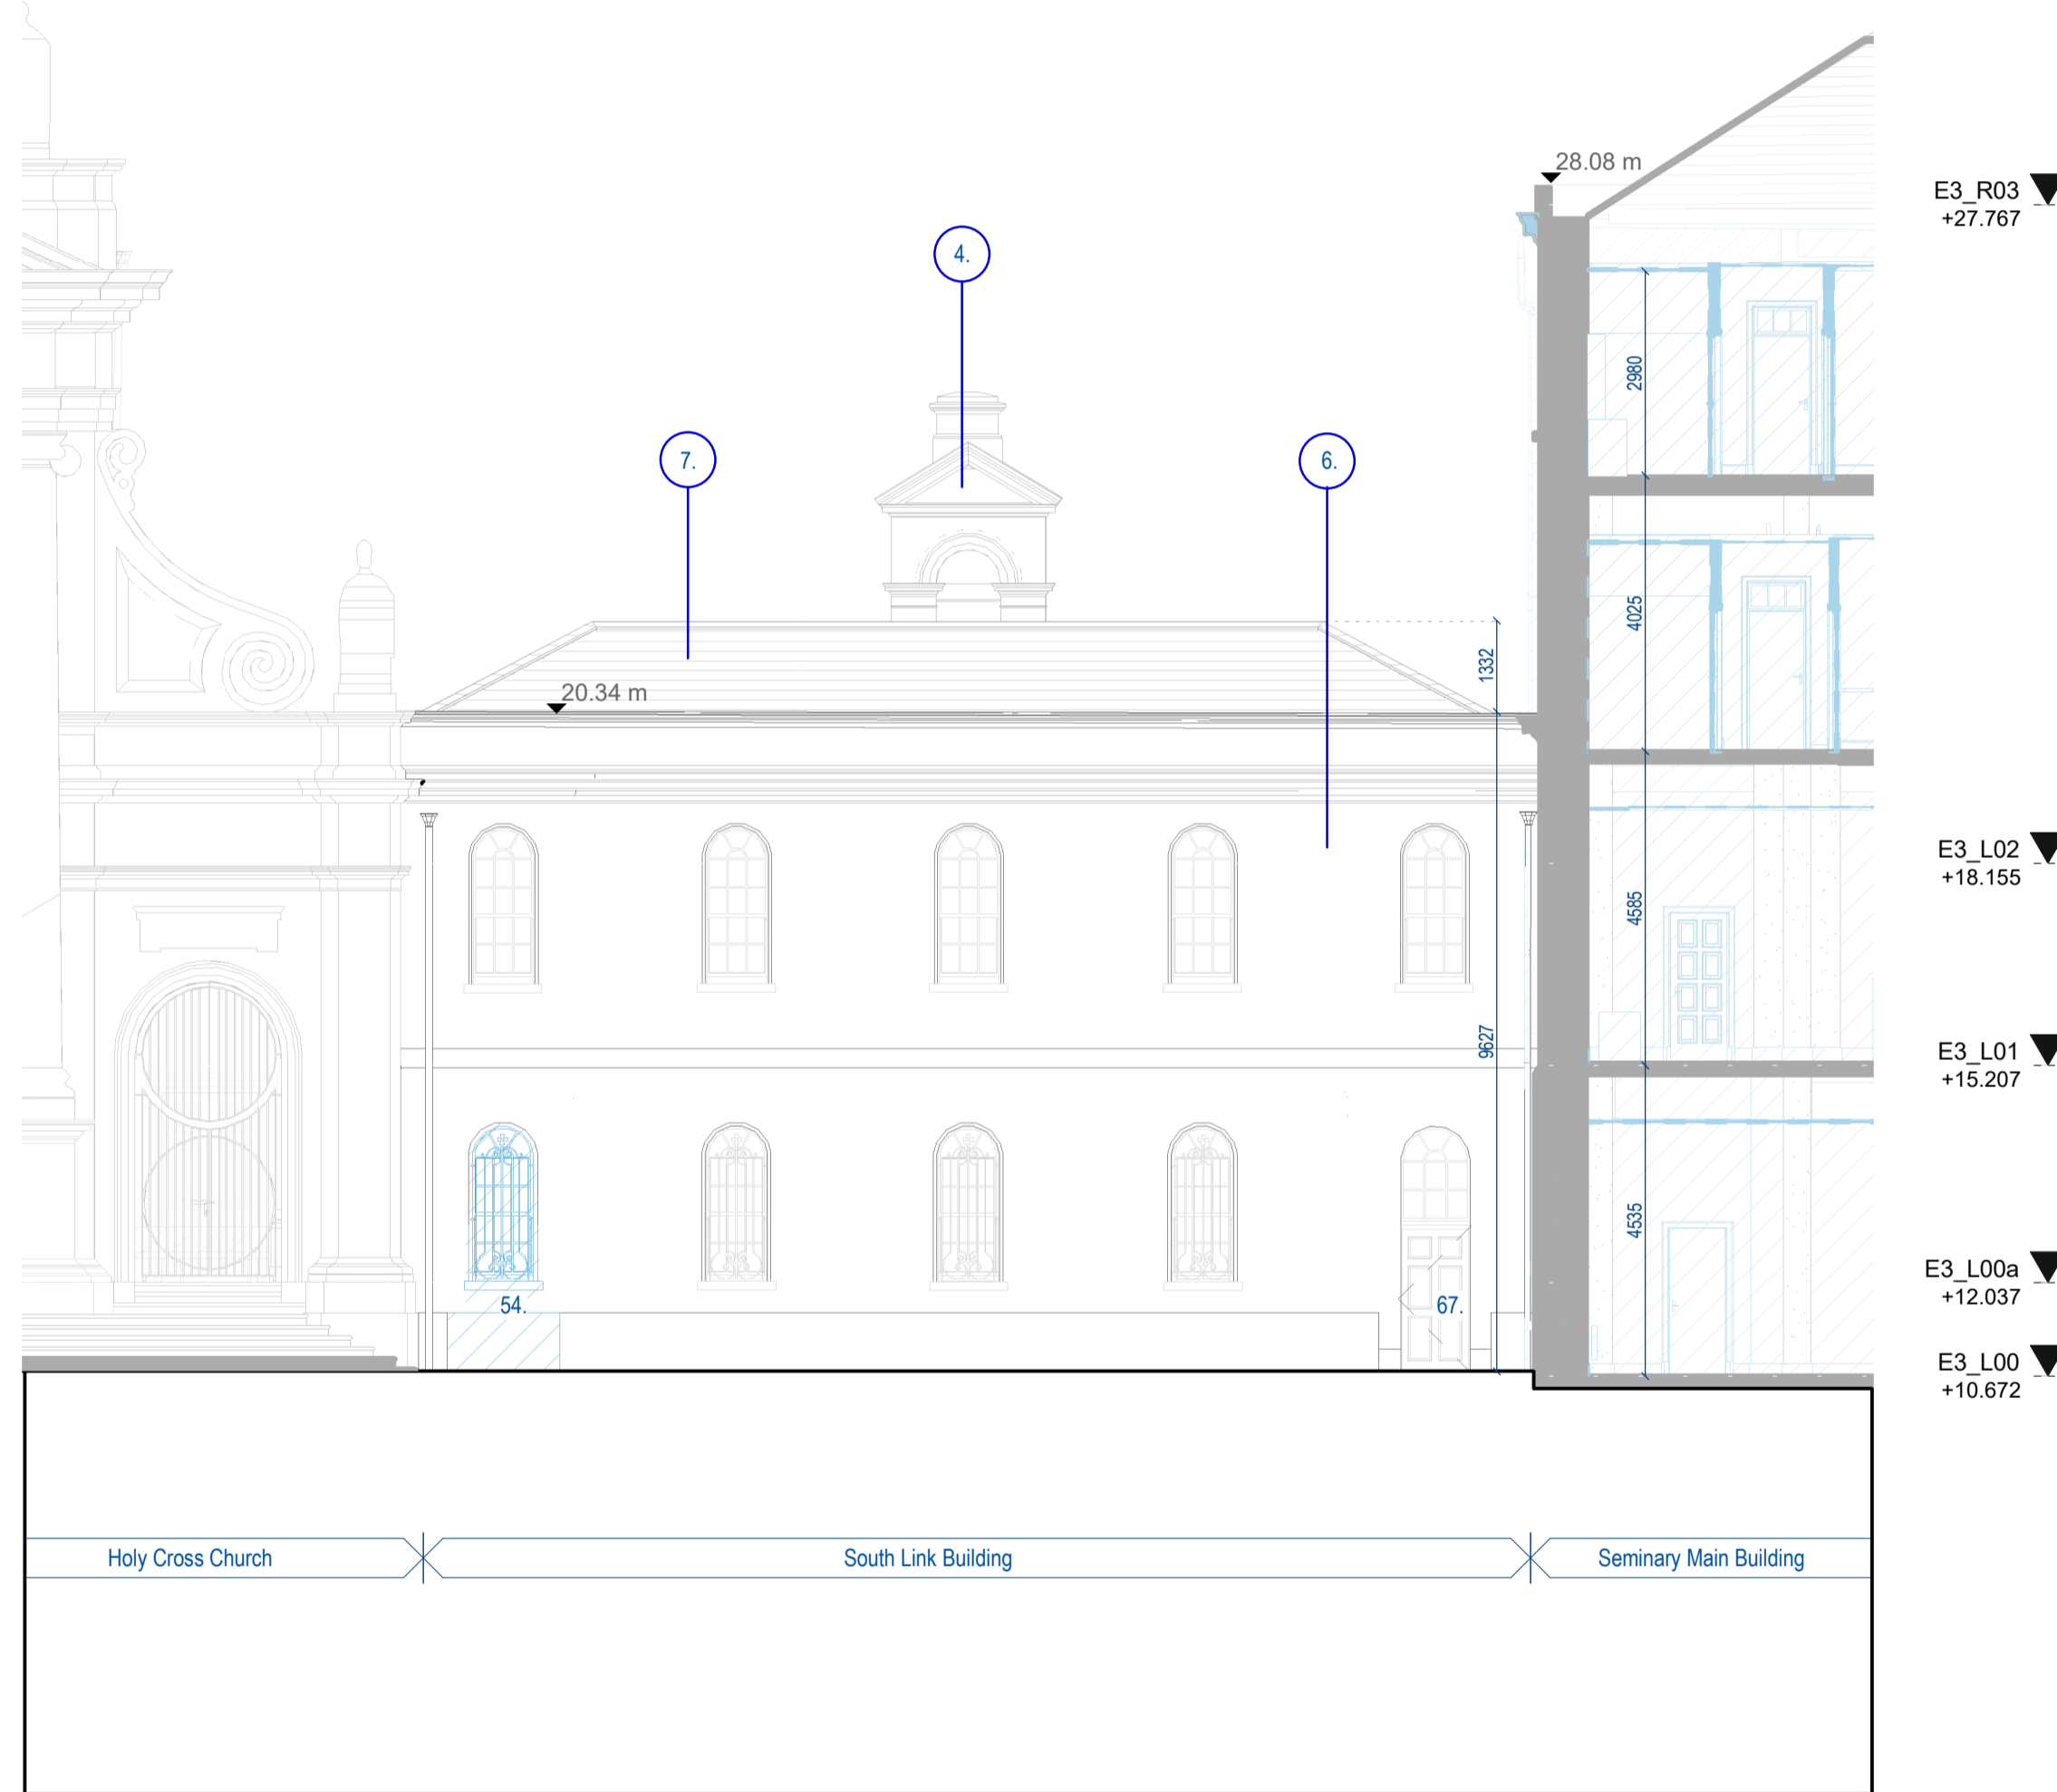 28.08 m
E3_R03
+27.767
4.
2980
7.
6.
4025
1332
20.34 m
E3_L02
+18.155
4585
9627
E3_L01
+15.207
4535
E3_L00a
+12.037
54.
67.
E3_L00
+10.672
Holy Cross Church
South Link Building
Seminary Main Building